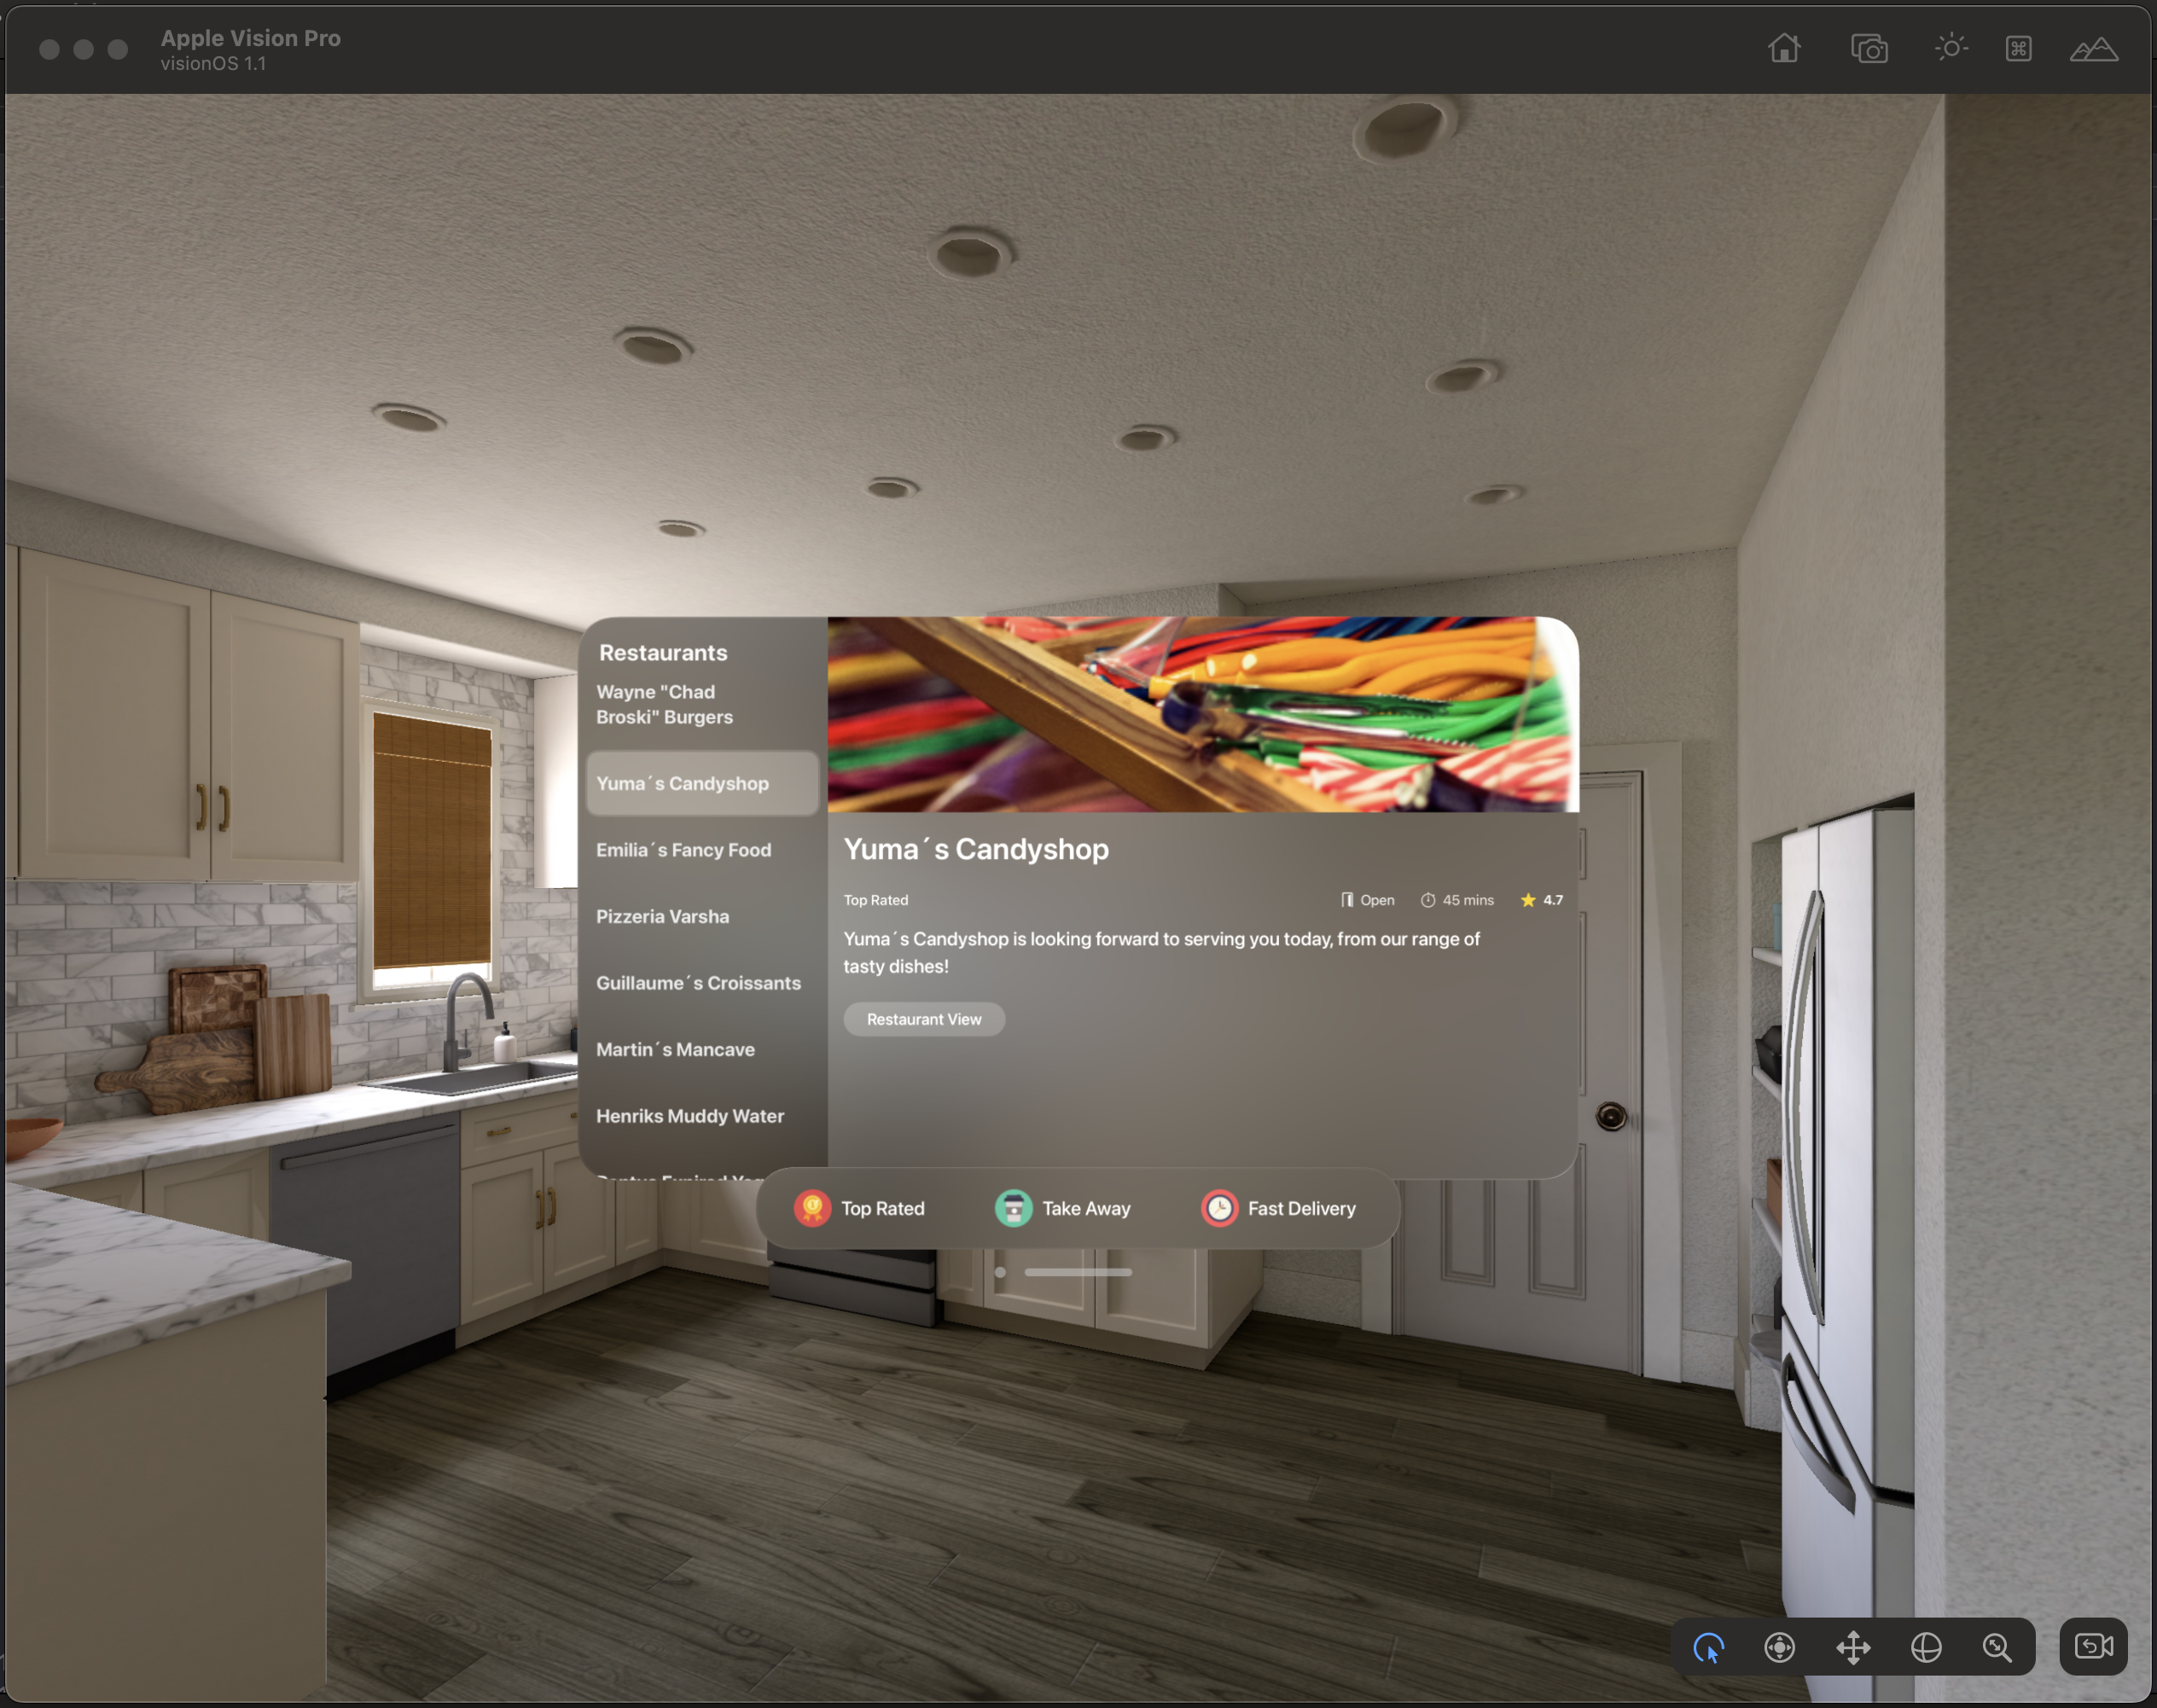 Apple Vision Pro
visionOS 1.1
Restaurants
Wayne "Chad
Broski" Burgers
Yuma´s Candyshop
Emilia´s Fancy Food
Pizzeria Varsha
Guillaume´s Croissants
Martin´s Mancave
Henriks Muddy Water
Yuma´s Candyshop
Top Rated
Open
45 mins
4.7
Yuma´s Candyshop is looking forward to serving you today, from our range of
tasty dishes!
Restaurant View
Top Rated
Take Away
Fast Delivery